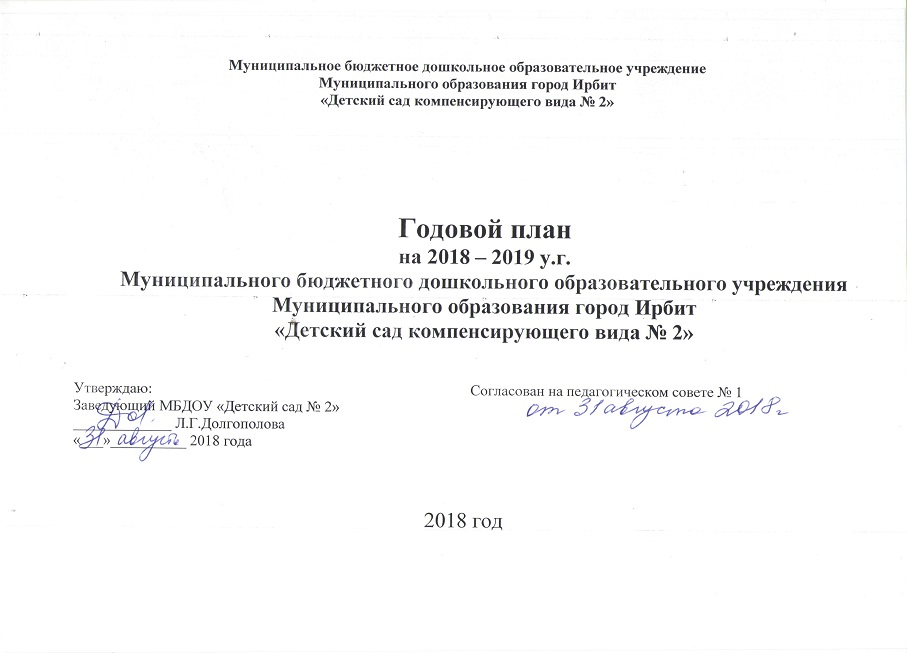 Муниципальное бюджетное дошкольное образовательное учреждение
Муниципального образования город Ирбит
«Детский сад компенсирующего вида № 2»
Годовой план
на 2018 – 2019 у.г.
Муниципального бюджетного дошкольного образовательного учреждения
Муниципального образования город Ирбит
«Детский сад компенсирующего вида № 2»
Утверждаю:
Заведующий МБДОУ «Детский сад № 2»
Л.Г.Долгополова
«31» августа 2018 года
Согласован на педагогическом совете № 1
от 31 августа 2018 г
2018 год